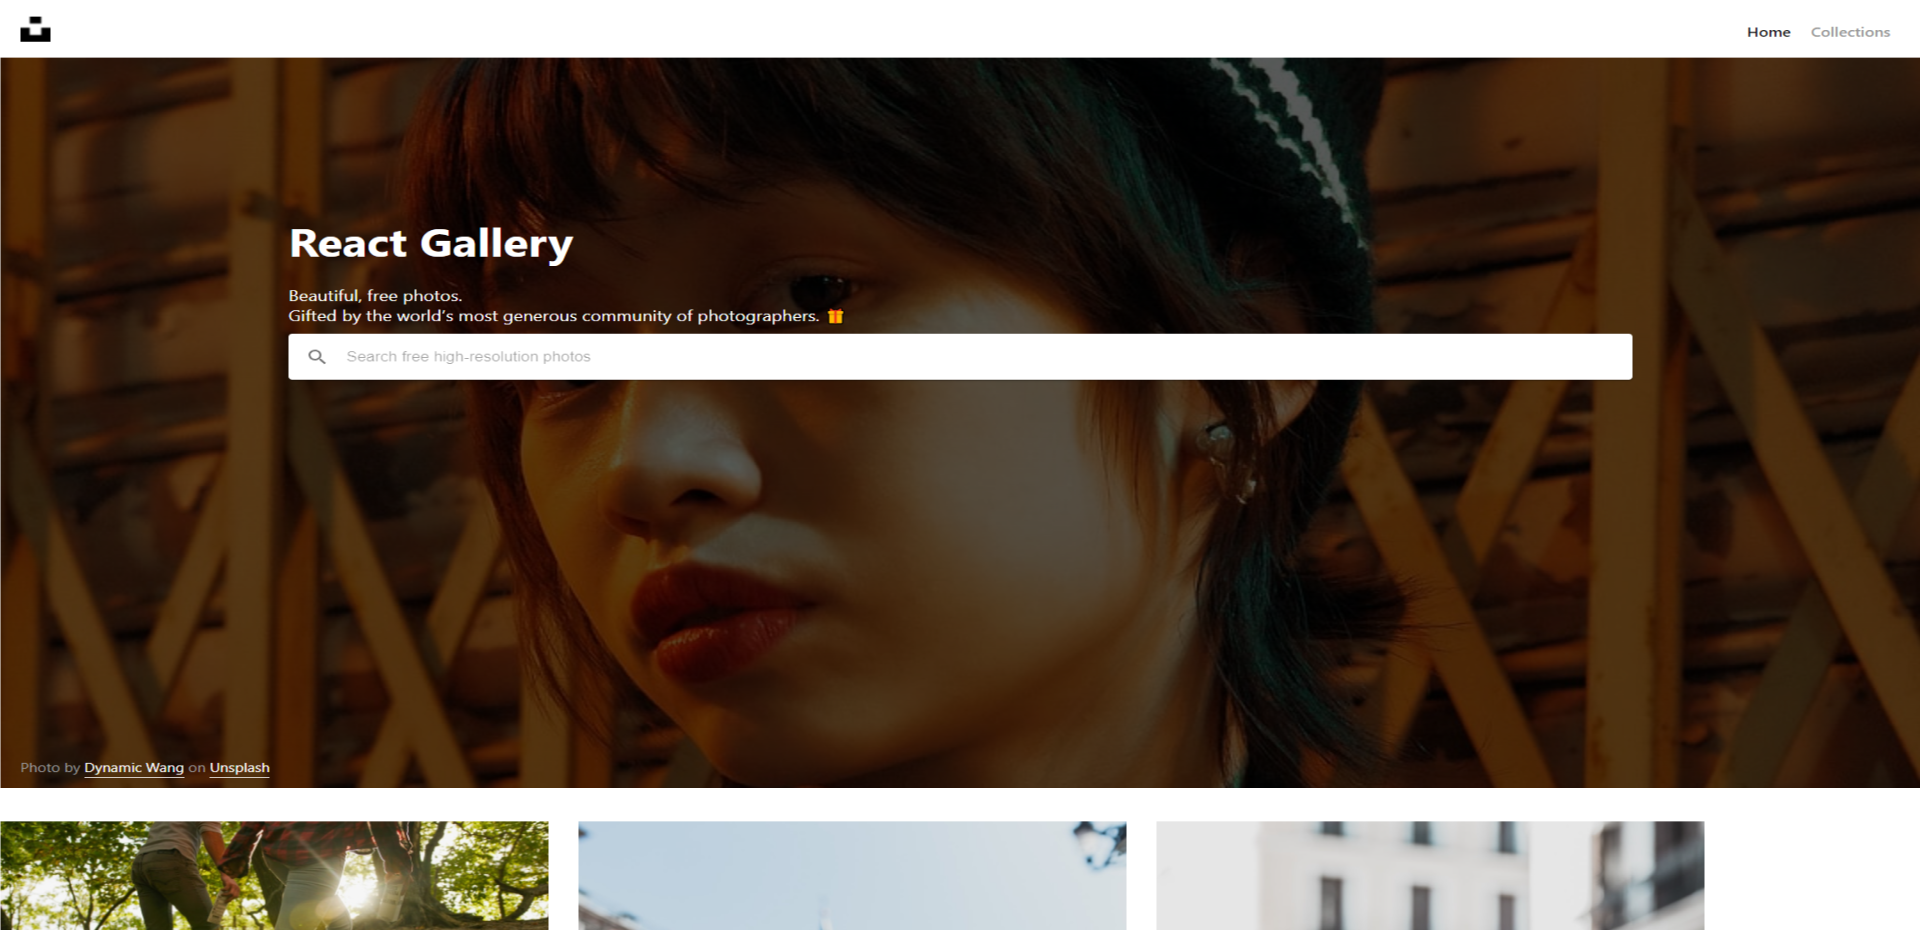 Home Collections
React Gallery
Beautiful, free photos.
Gifted by the world's most generous community of photographers. 🎁
Search free high-resolution photos
Photo by Dynamic Wang on Unsplash